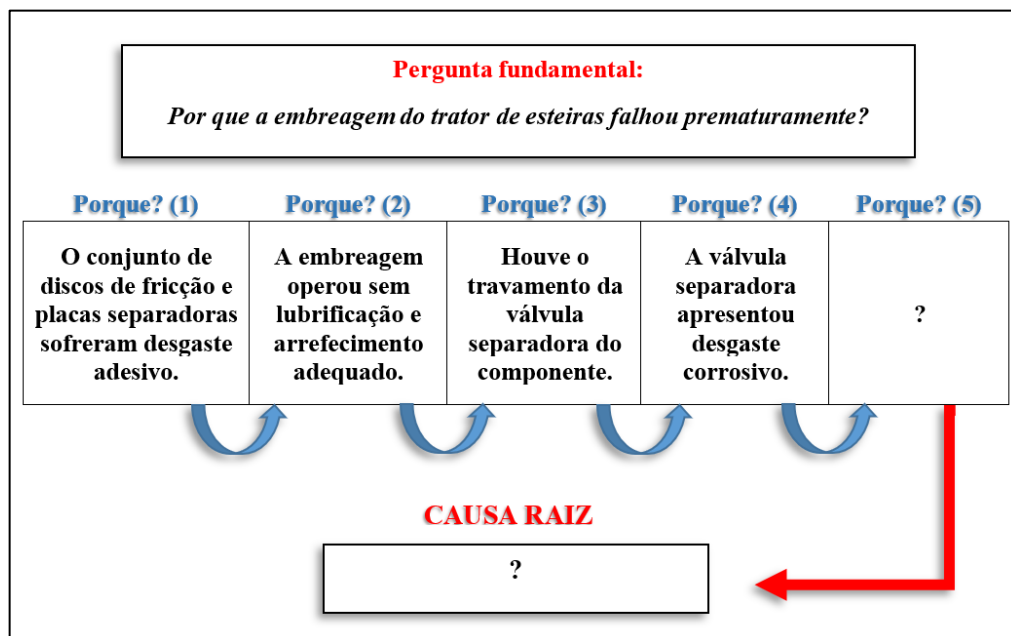 Pergunta fundamental:
Por que a embreagem do trator de esteiras falhou prematuramente?
Porque? (1)
O conjunto de
discos de fricção e
placas separadoras
sofreram desgaste
adesivo.
Porque? (2)
A embreagem
operou sem
lubrificação e
arrefecimento
adequado.
Porque? (3)
Houve o
travamento da
válvula
separadora do
componente.
Porque? (4)
A válvula
separadora
apresentou
desgaste
corrosivo.
Porque? (5)
?
CAUSA RAIZ
?